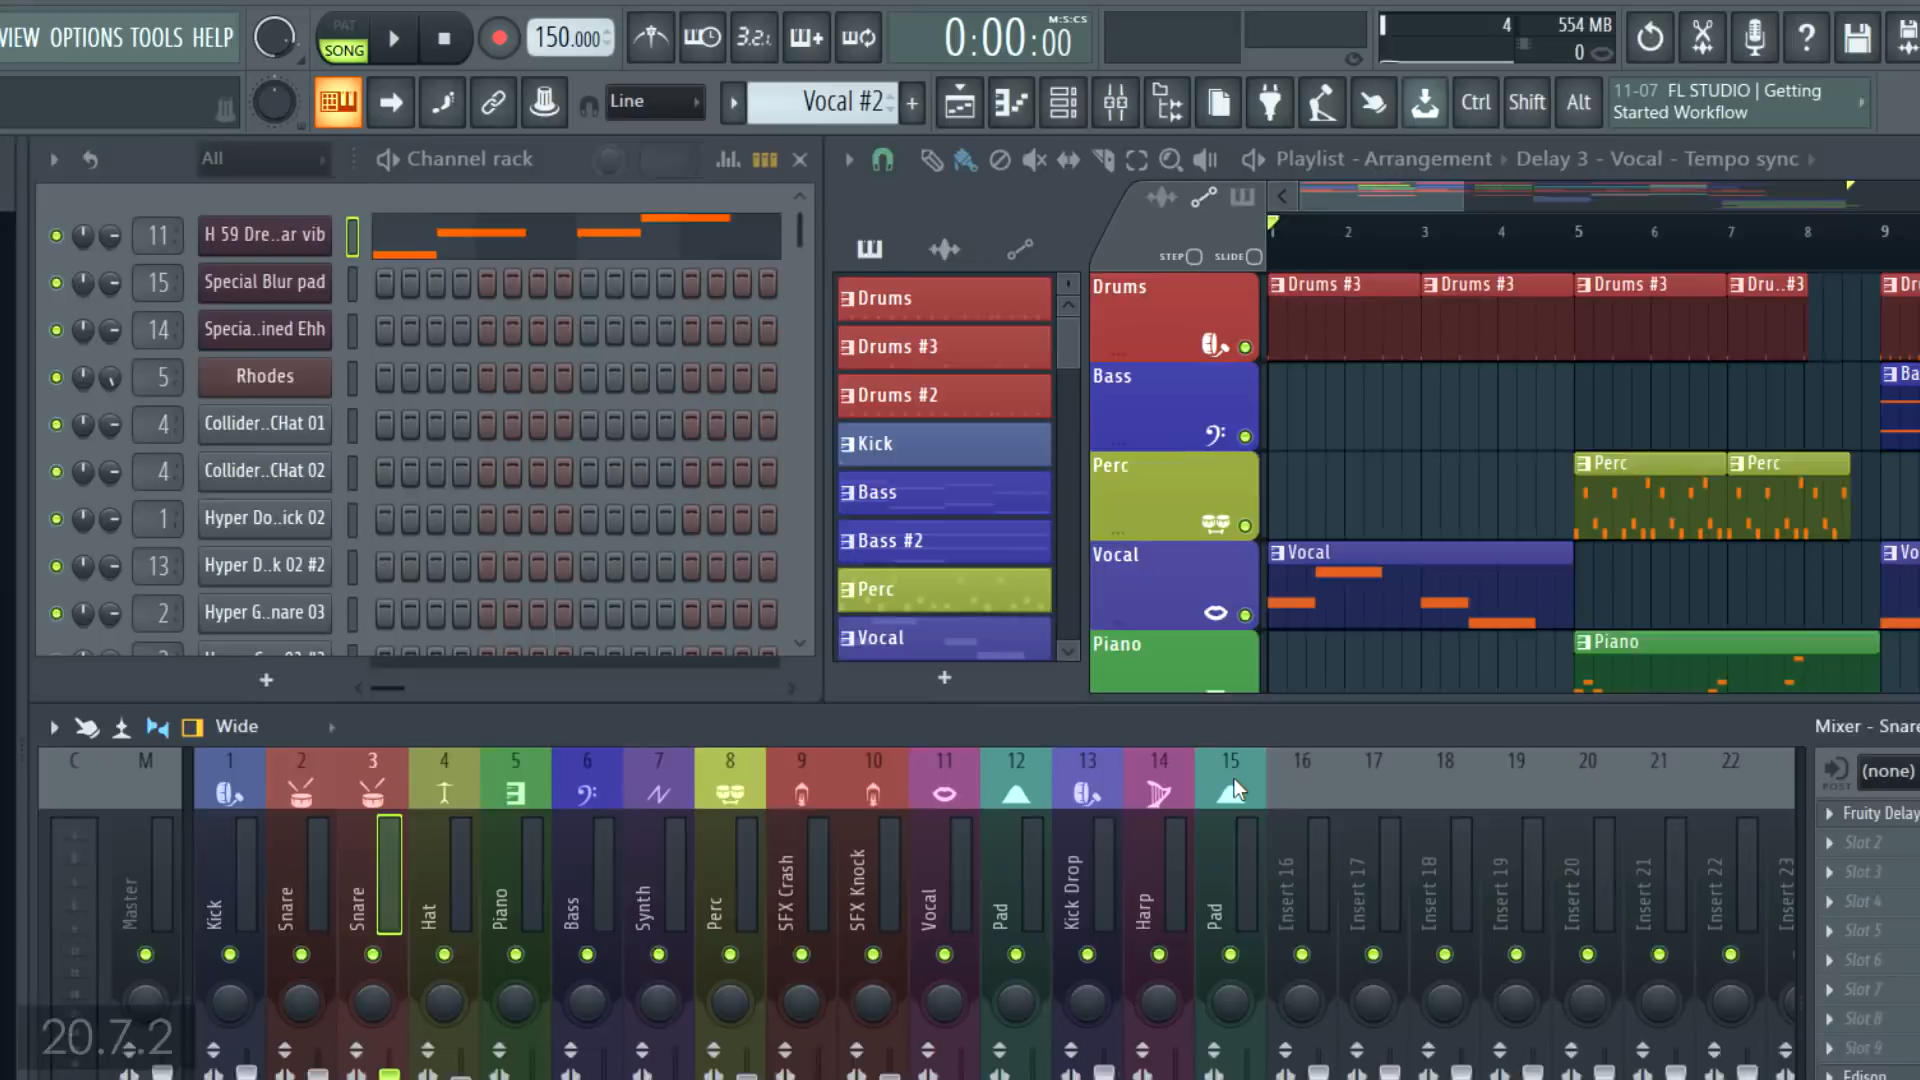 VIEW OPTIONS TOOLS HELP
PAT
SONG
150.000
3.2.
0:00:00
M:S:CS
4
554 MB
0
Line
Vocal #2
Ctrl
Shift
Alt
11-07 FL STUDIO | Getting
Started Workflow
All
Channel rack
Playlist - Arrangement
Delay 3 - Vocal - Tempo sync
STEP
SLIDE
1 2 3 4 5 6 7 8 9
11 H 59 Dre..ar vib
15 Special Blur pad
14 Specia..ined Ehh
5 Rhodes
4 Collider..CHat 01
4 Collider..CHat 02
1 Hyper Do..ick 02
13 Hyper D..k 02 #2
2 Hyper G..nare 03
Drums
Drums #3
Drums #2
Kick
Bass
Bass #2
Perc
Vocal
Drums
Drums #3
Drums #3
Drums #3
Dru..#3
Dr
Bass
Ba
Perc
Perc
Perc
Vocal
Vocal
Vo
Piano
Piano
Wide
Mixer - Snare
C M 1 2 3 4 5 6 7 8 9 10 11 12 13 14 15 16 17 18 19 20 21 22
(none)
POST
Master
Kick
Snare
Snare
Hat
Piano
Bass
Synth
Perc
SFX Crash
SFX Knock
Vocal
Pad
Kick Drop
Harp
Pad
Insert 16
Insert 17
Insert 18
Insert 19
Insert 20
Insert 21
Insert 22
Insert 23
Fruity Delay
Slot 2
Slot 3
Slot 4
Slot 5
Slot 6
Slot 7
Slot 8
Slot 9
Edison
20.7.2